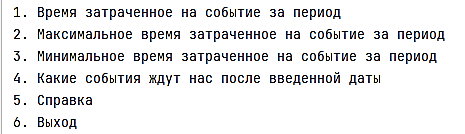 1. Время затраченное на событие за период
2. Максимальное время затраченное на событие за период
3. Минимальное время затраченное на событие за период
4. Какие события ждут нас после введенной даты
5. Справка
6. Выход